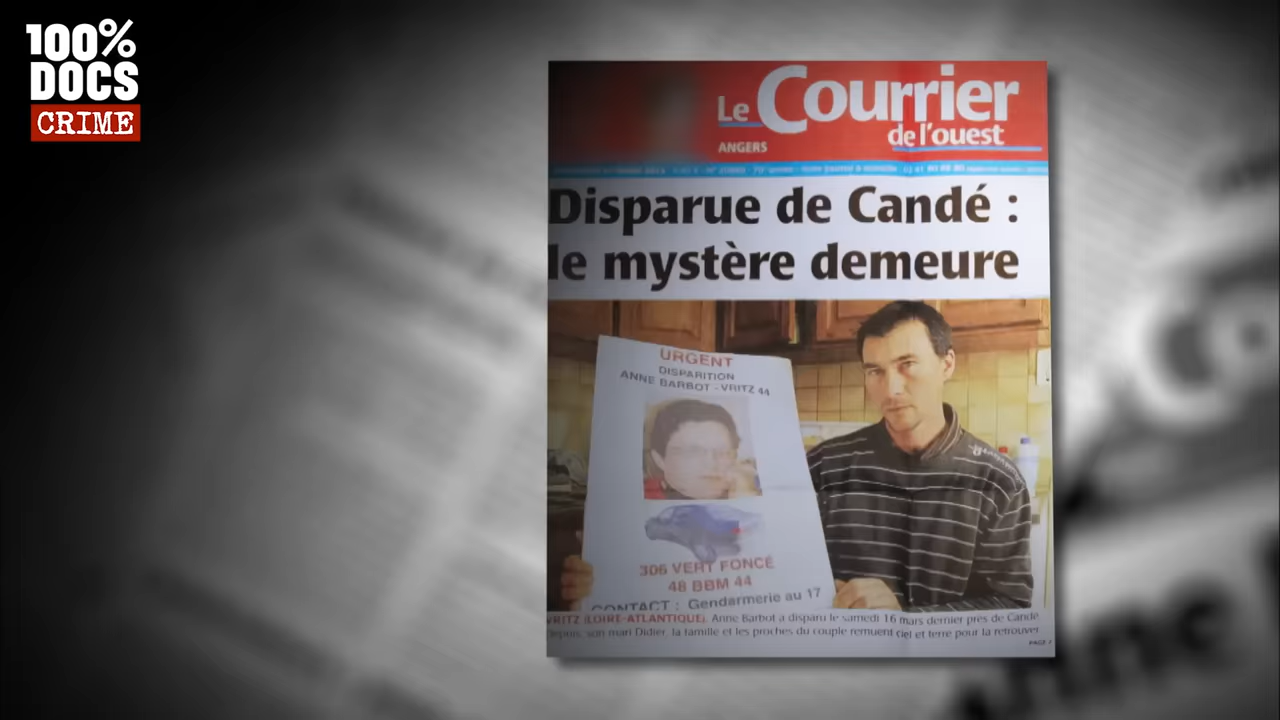 100%
DOCS
CRIME
Le Courrier
de l'ouest
ANGERS
Disparue de Candé :
le mystère demeure
URGENT
DISPARITION
ANNE BARBOT - VRITZ 44
306 VERT FONCÉ
48 BBM 44
CONTACT : Gendarmerie au 17
VRITZ (LOIRE-ATLANTIQUE). Anne Barbot a disparu le samedi 16 mars dernier près de Candé.
Depuis, son mari Didier, la famille et les proches du couple remuent ciel et terre pour la retrouver.
PAGE